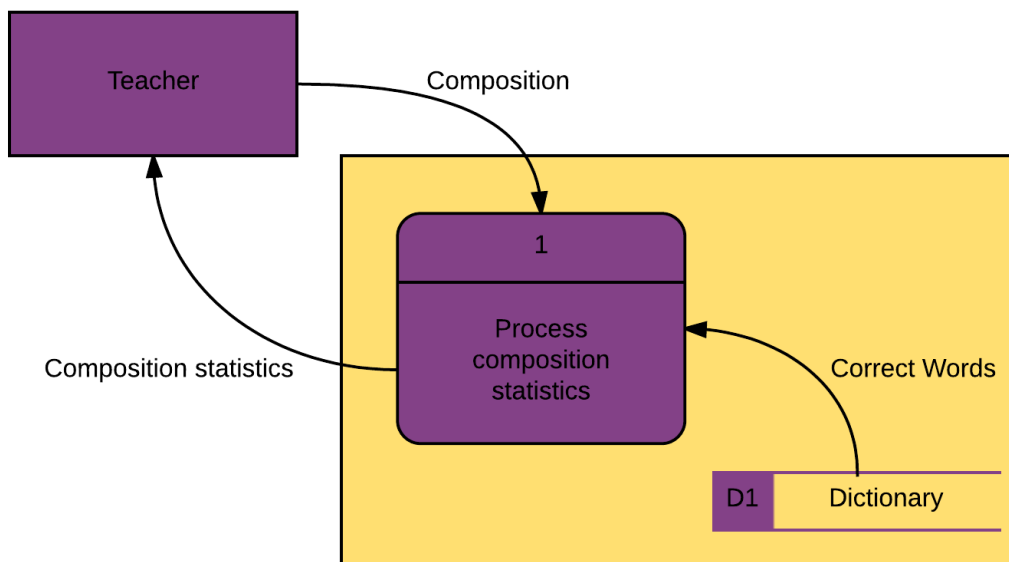 Teacher
Composition
1
Process
composition
statistics
Composition statistics
Correct Words
D1
Dictionary